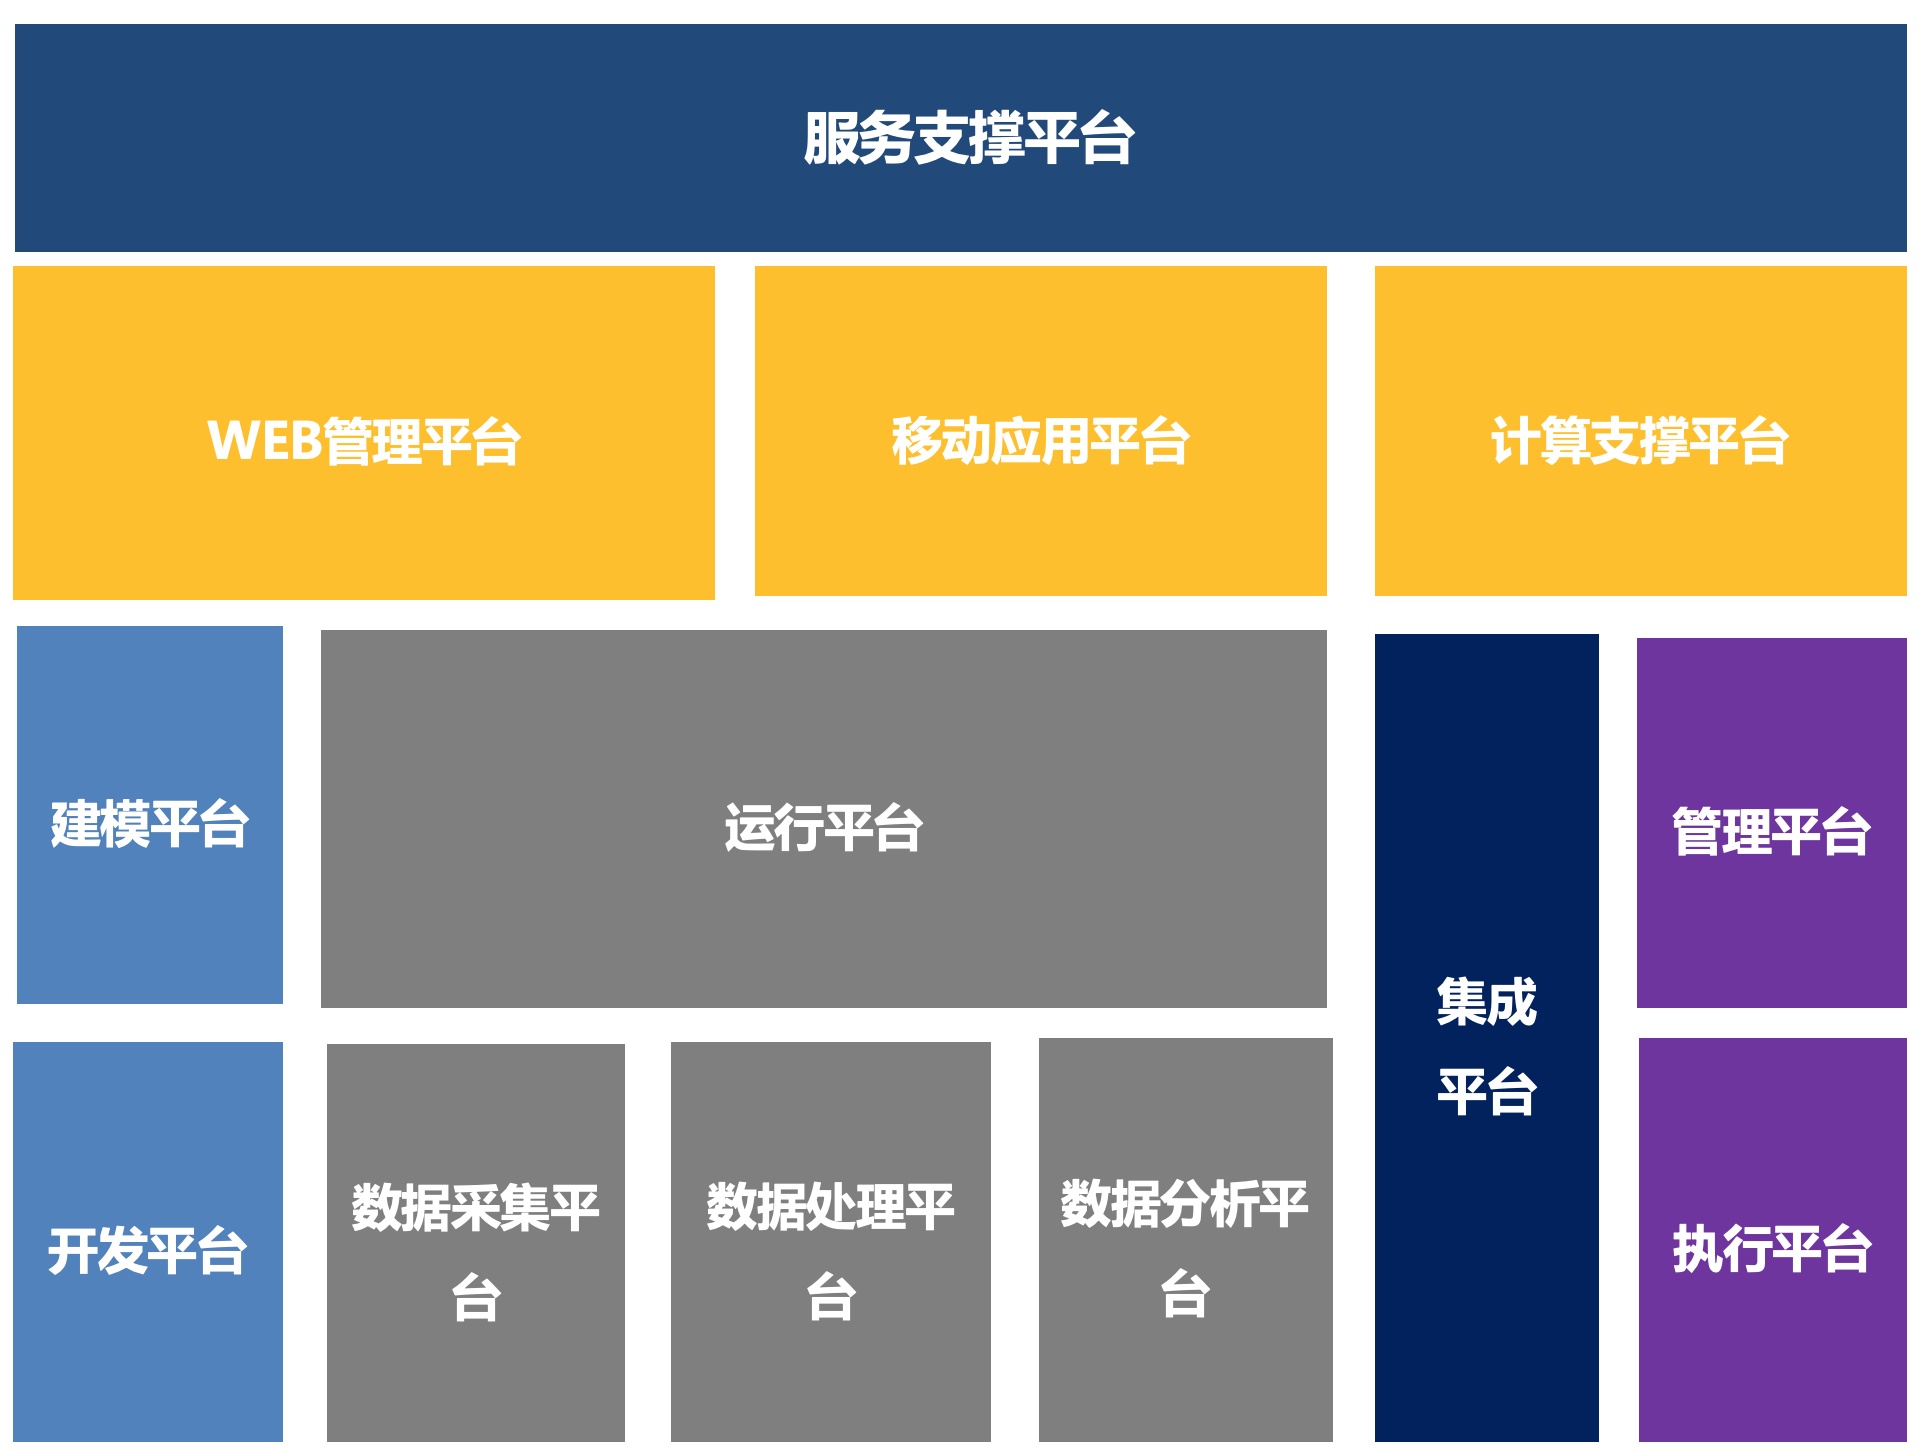 服务支撑平台
WEB管理平台
移动应用平台
计算支撑平台
建模平台
运行平台
集成
平台
管理平台
开发平台
数据采集平
台
数据处理平
台
数据分析平
台
执行平台